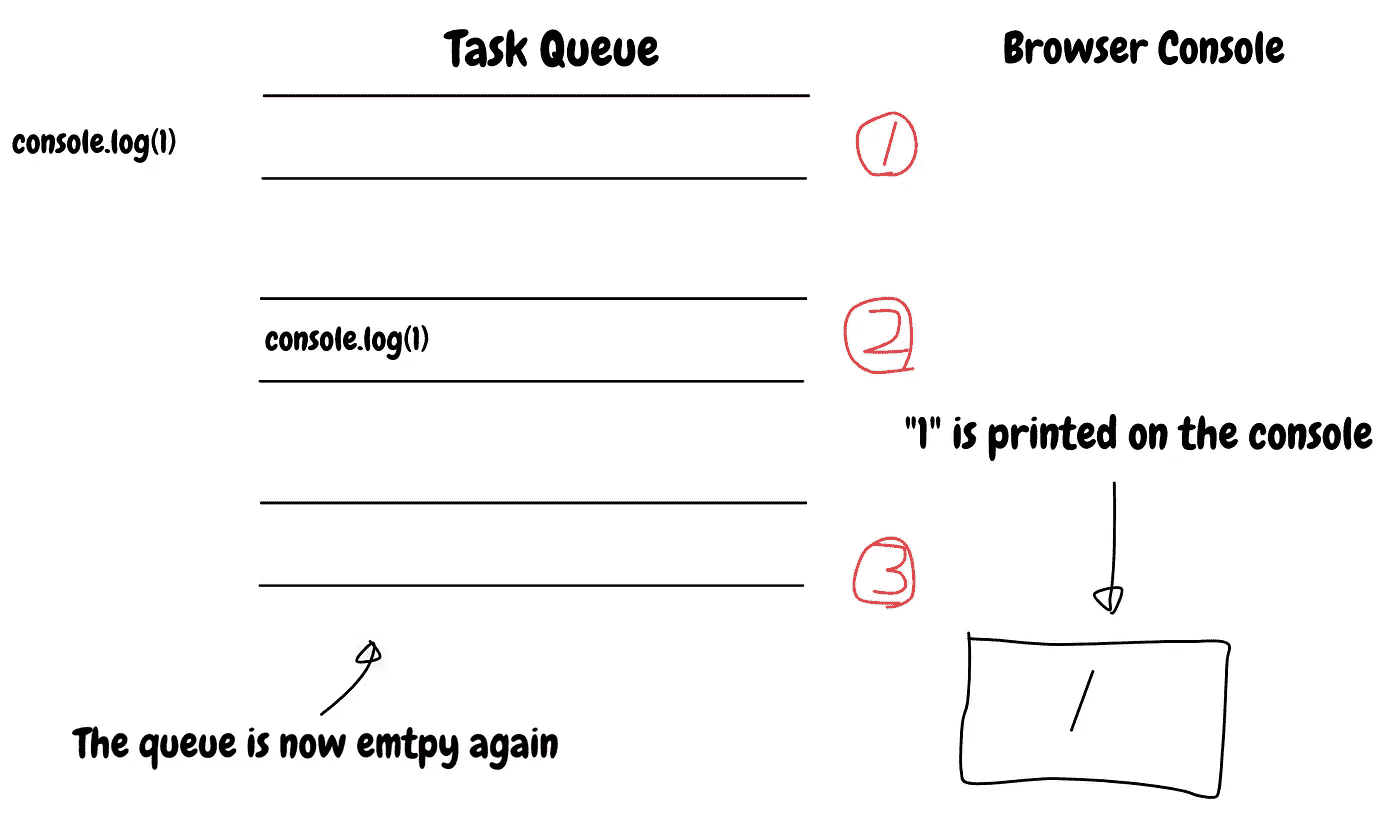 Task Queue
Browser Console
console.log(1)
1
console.log(1)
2
"1" is printed on the console
3
1
The queue is now emtpy again